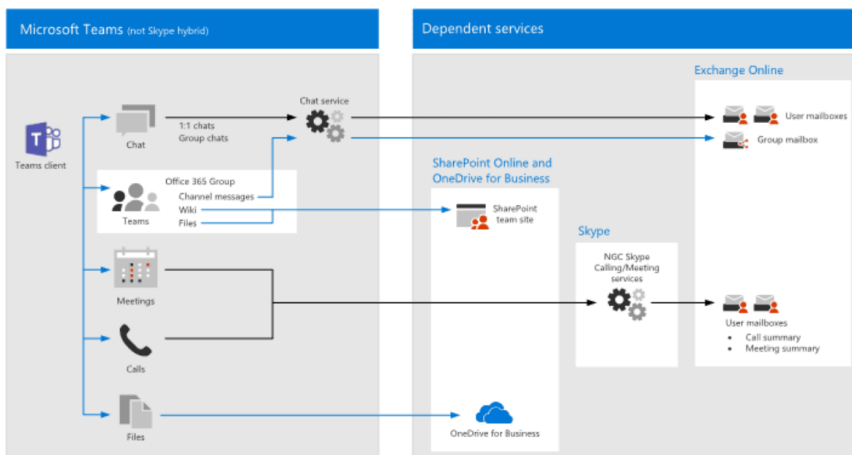 Microsoft Teams (not Skype hybrid)
Dependent services
Exchange Online
Chat service
1:1 chats
Group chats
Chat
User mailboxes
Group mailbox
Teams client
SharePoint Online and
OneDrive for Business
Office 365 Group
Channel messages
Wiki
Files
Teams
SharePoint
team site
Skype
NGC Skype
Calling/Meeting
services
Meetings
User mailboxes
• Call summary
• Meeting summary
Calls
Files
OneDrive for Business